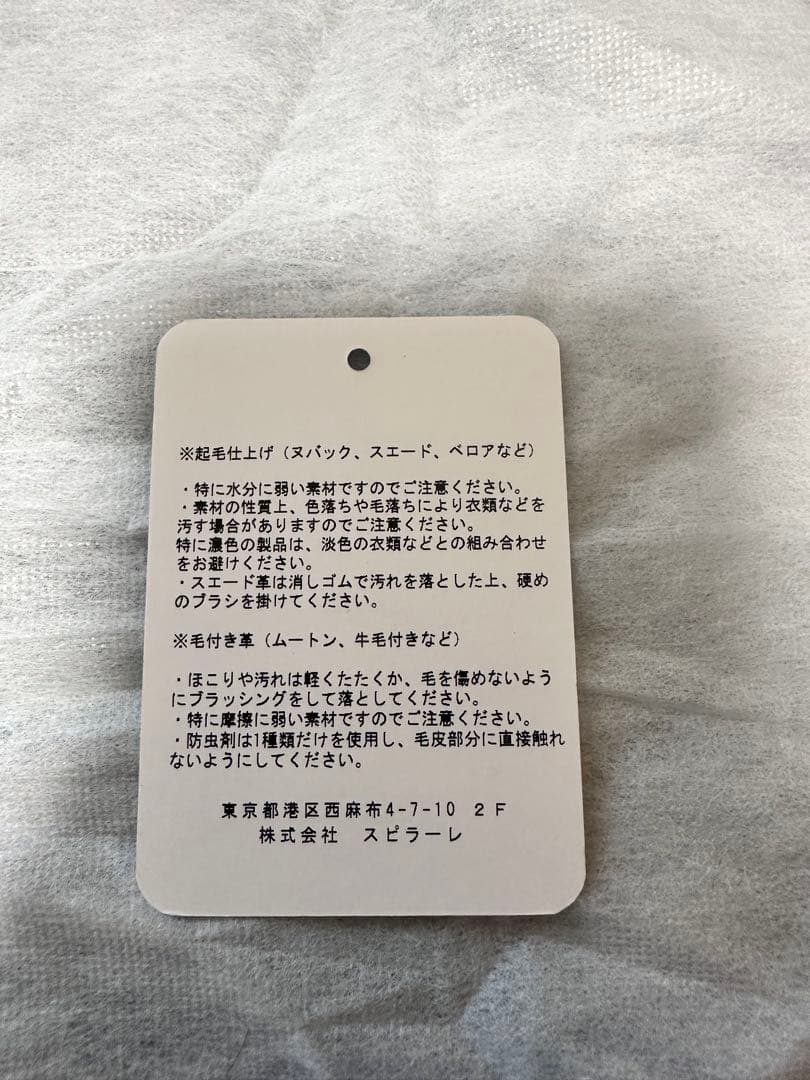 ※起毛仕上げ（ヌバック、スエード、ベロアなど）
・特に水分に弱い素材ですのでご注意ください。
・素材の性質上、色落ちや毛落ちにより衣類などを
汚す場合がありますのでご注意ください。
特に濃色の製品は、淡色の衣類などとの組み合わせ
をお避けください。
・スエード革は消しゴムで汚れを落とした上、硬め
のブラシを掛けてください。
※毛付き革（ムートン、牛毛付きなど）
・ほこりや汚れは軽くたたくか、毛を傷めないよう
にブラッシングをして落としてください。
・特に摩擦に弱い素材ですのでご注意ください。
・防虫剤は1種類だけを使用し、毛皮部分に直接触れ
ないようにしてください。
東京都港区西麻布4-7-10 ２Ｆ
株式会社　スピラーレ